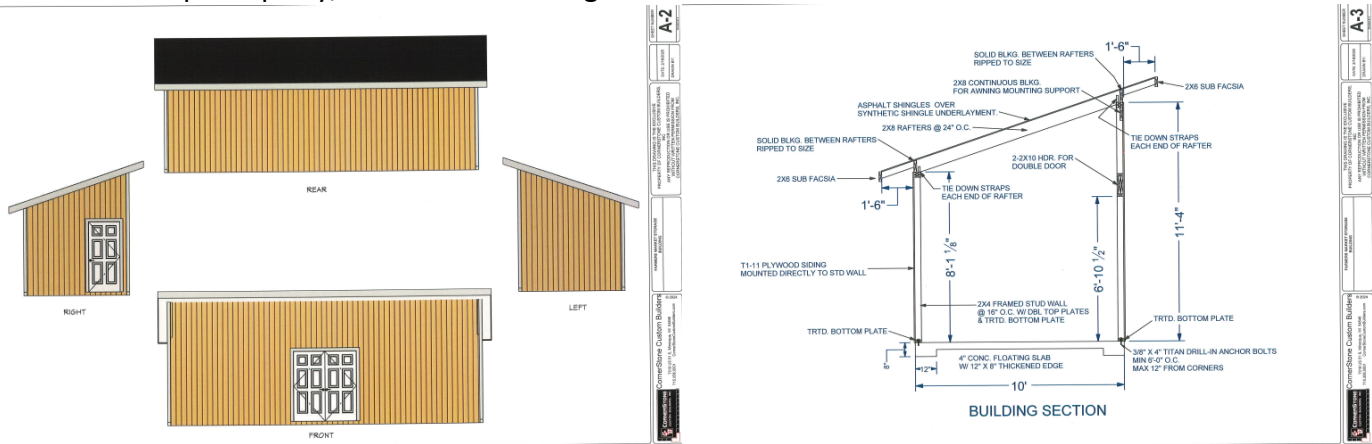 REAR
RIGHT
LEFT
FRONT
A-2
CornerStone Custom Builders
1'-6"
SOLID BLKG. BETWEEN RAFTERS
RIPPED TO SIZE
2X8 CONTINUOUS BLKG.
FOR AWNING MOUNTING SUPPORT
2X6 SUB FACSIA
ASPHALT SHINGLES OVER
SYNTHETIC SHINGLE UNDERLAYMENT.
2X8 RAFTERS @ 24" O.C.
TIE DOWN STRAPS
EACH END OF RAFTER
SOLID BLKG. BETWEEN RAFTERS
RIPPED TO SIZE
2-2X10 HDR. FOR
DOUBLE DOOR
2X6 SUB FACSIA
TIE DOWN STRAPS
EACH END OF RAFTER
1'-6"
11'-4"
8'-1 1/8"
6'-10 1/2"
T1-11 PLYWOOD SIDING
MOUNTED DIRECTLY TO STD WALL
2X4 FRAMED STUD WALL
@ 16" O.C. W/ DBL TOP PLATES
& TRTD. BOTTOM PLATE
TRTD. BOTTOM PLATE
TRTD. BOTTOM PLATE
8"
12"
4" CONC. FLOATING SLAB
W/ 12" X 8" THICKENED EDGE
3/8" X 4" TITAN DRILL-IN ANCHOR BOLTS
MIN 6'-0" O.C.
MAX 12" FROM CORNERS
10'
BUILDING SECTION
A-3
CornerStone Custom Builders